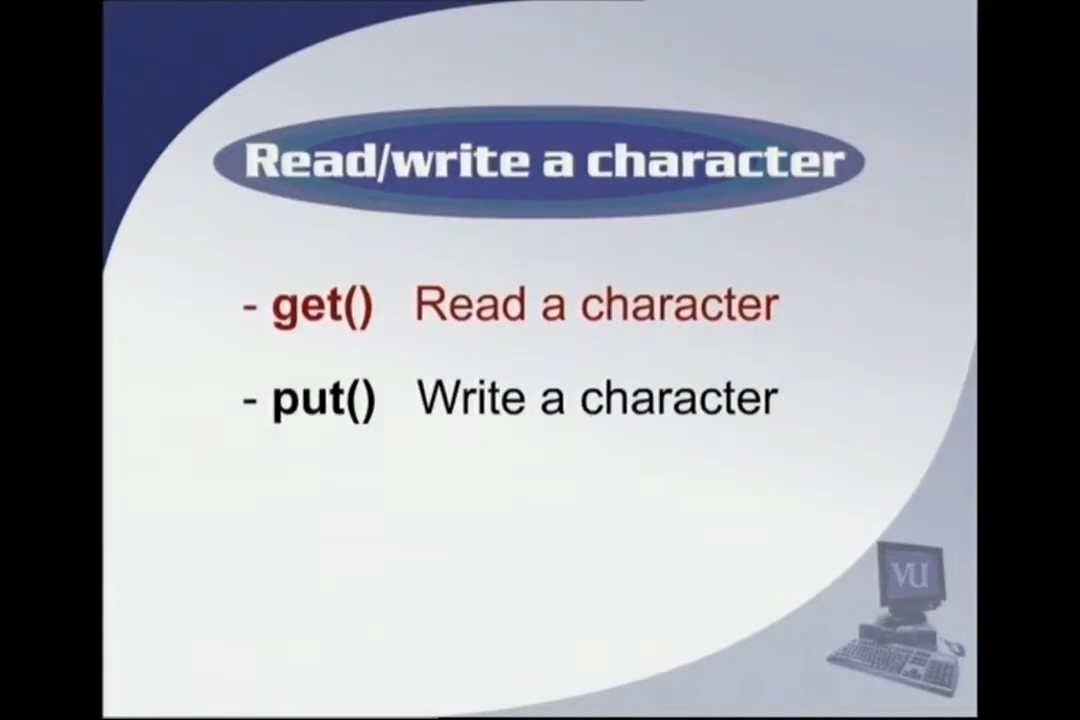 Read/write a character
- get() Read a character
- put() Write a character
VU